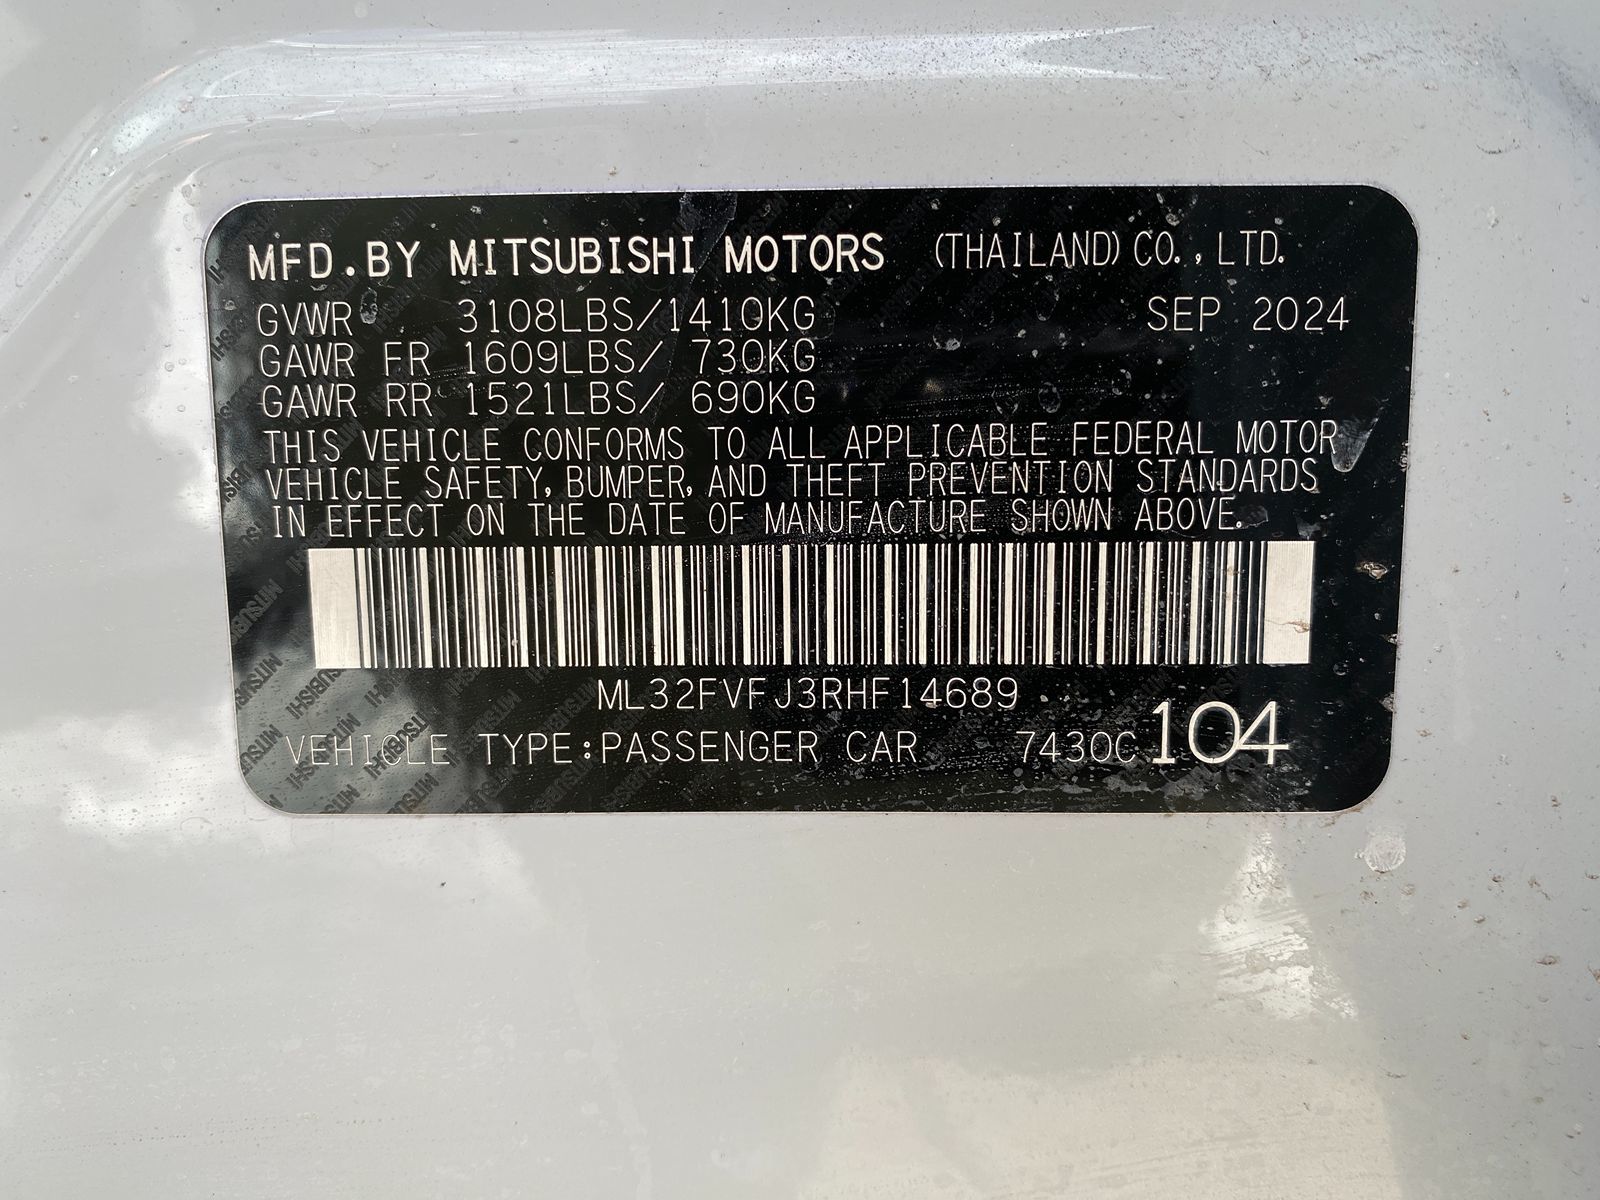 MFD.BY MITSUBISHI MOTORS (THAILAND) CO., LTD.
GVWR 3108LBS/1410KG SEP 2024
GAWR FR 1609LBS/ 730KG
GAWR RR 1521LBS/ 690KG
THIS VEHICLE CONFORMS TO ALL APPLICABLE FEDERAL MOTOR
VEHICLE SAFETY, BUMPER, AND THEFT PREVENTION STANDARDS
IN EFFECT ON THE DATE OF MANUFACTURE SHOWN ABOVE.
ML32FVFJ3RHF14689
VEHICLE TYPE:PASSENGER CAR 7430C 104